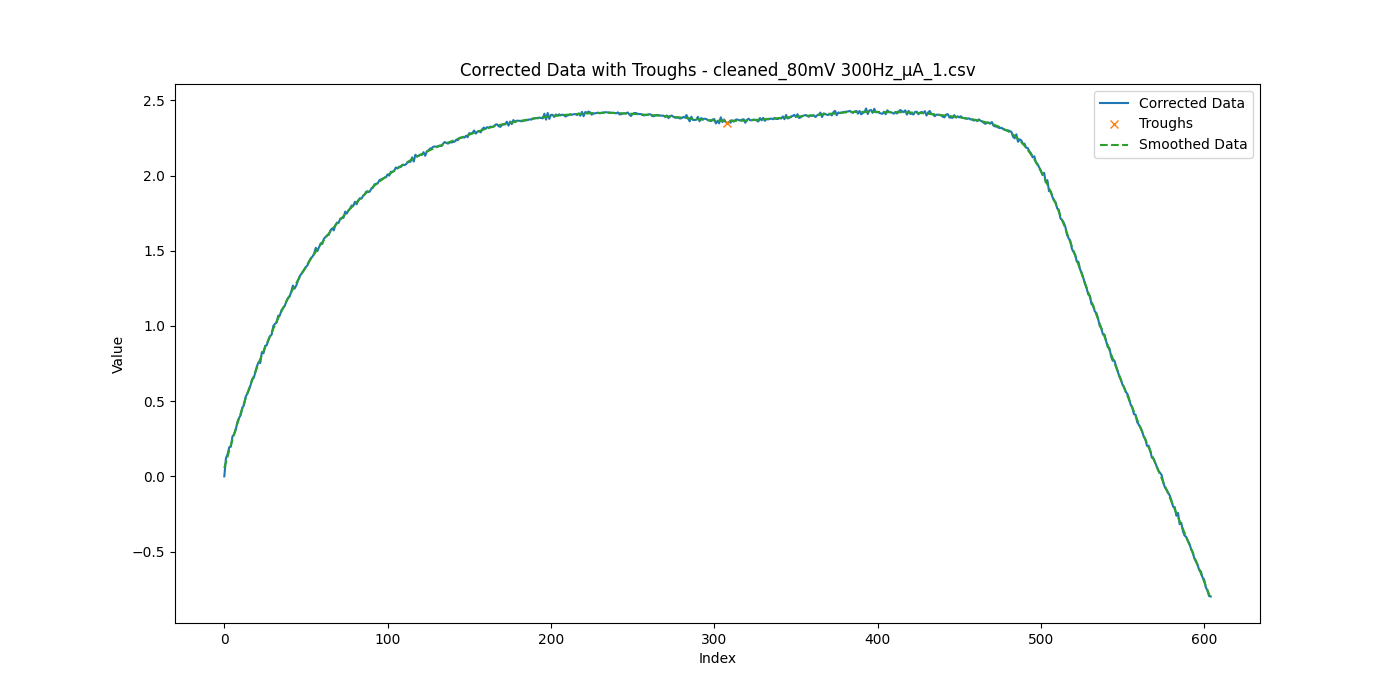 Corrected Data with Troughs - cleaned_80mV 300Hz_µA_1.csv
Corrected Data
Troughs
Smoothed Data
Value
2.5
2.0
1.5
1.0
0.5
0.0
−0.5
0 100 200 300 400 500 600
Index